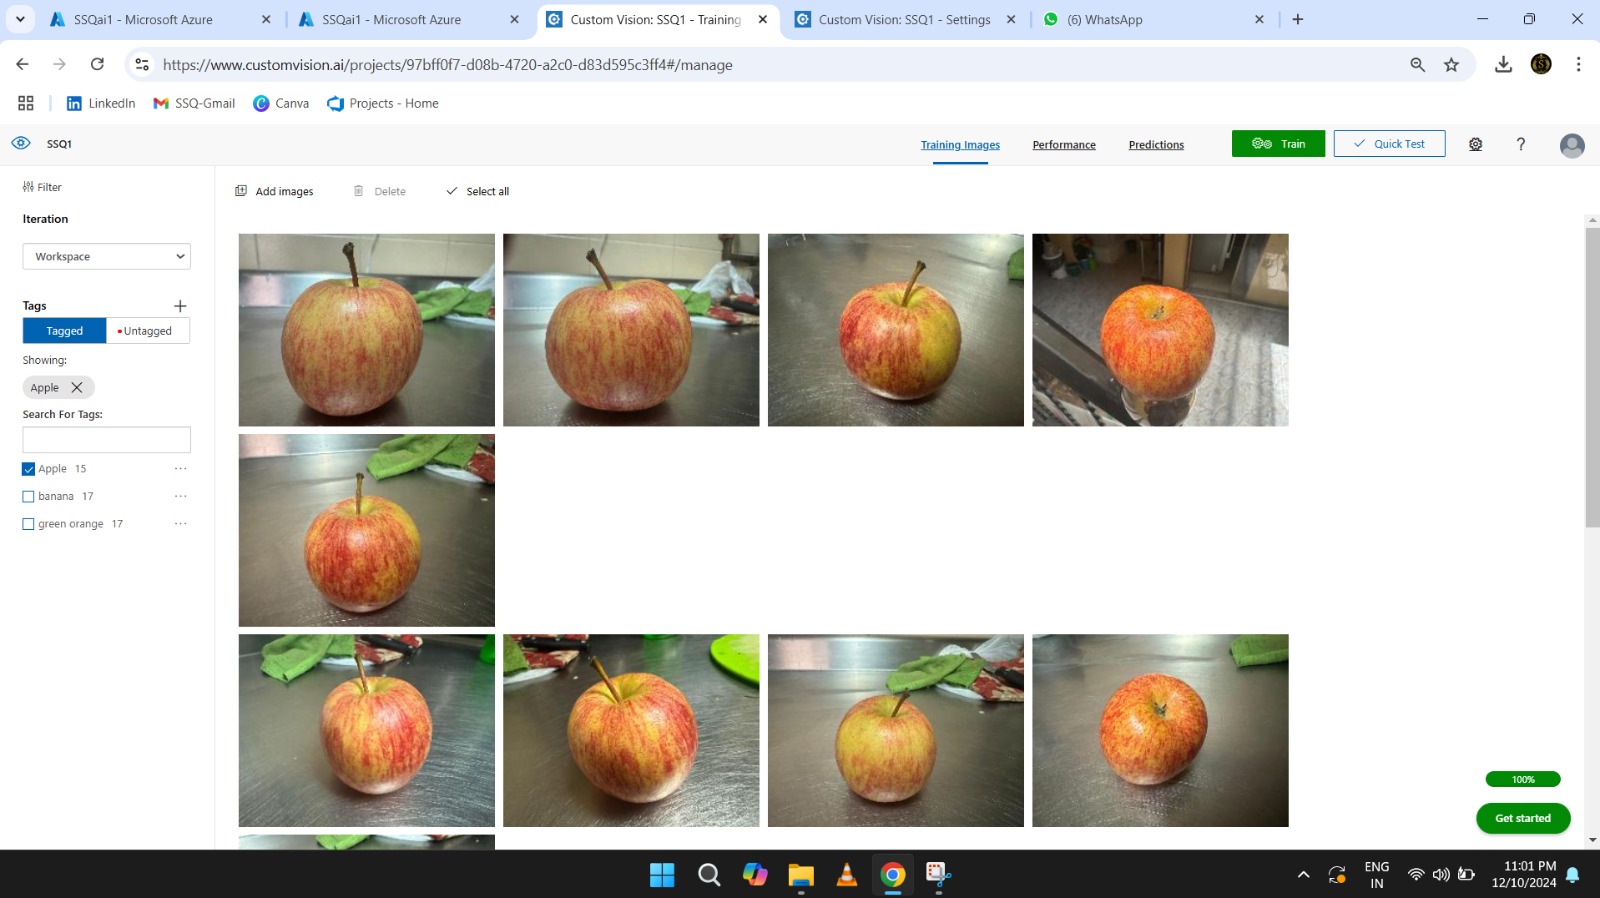 SSQai1 - Microsoft Azure
SSQai1 - Microsoft Azure
Custom Vision: SSQ1 - Training
Custom Vision: SSQ1 - Settings
(6) WhatsApp
https://www.customvision.ai/projects/97bff0f7-d08b-4720-a2c0-d83d595c3ff4#/manage
LinkedIn
SSQ-Gmail
Canva
Projects - Home
SSQ1
Training Images
Performance
Predictions
Train
Quick Test
?
Filter
Add images
Delete
Select all
Iteration
Workspace
Tags
Tagged
Untagged
Showing:
Apple
Search For Tags:
Apple 15
banana 17
green orange 17
100%
Get started
ENG
IN
11:01 PM
12/10/2024